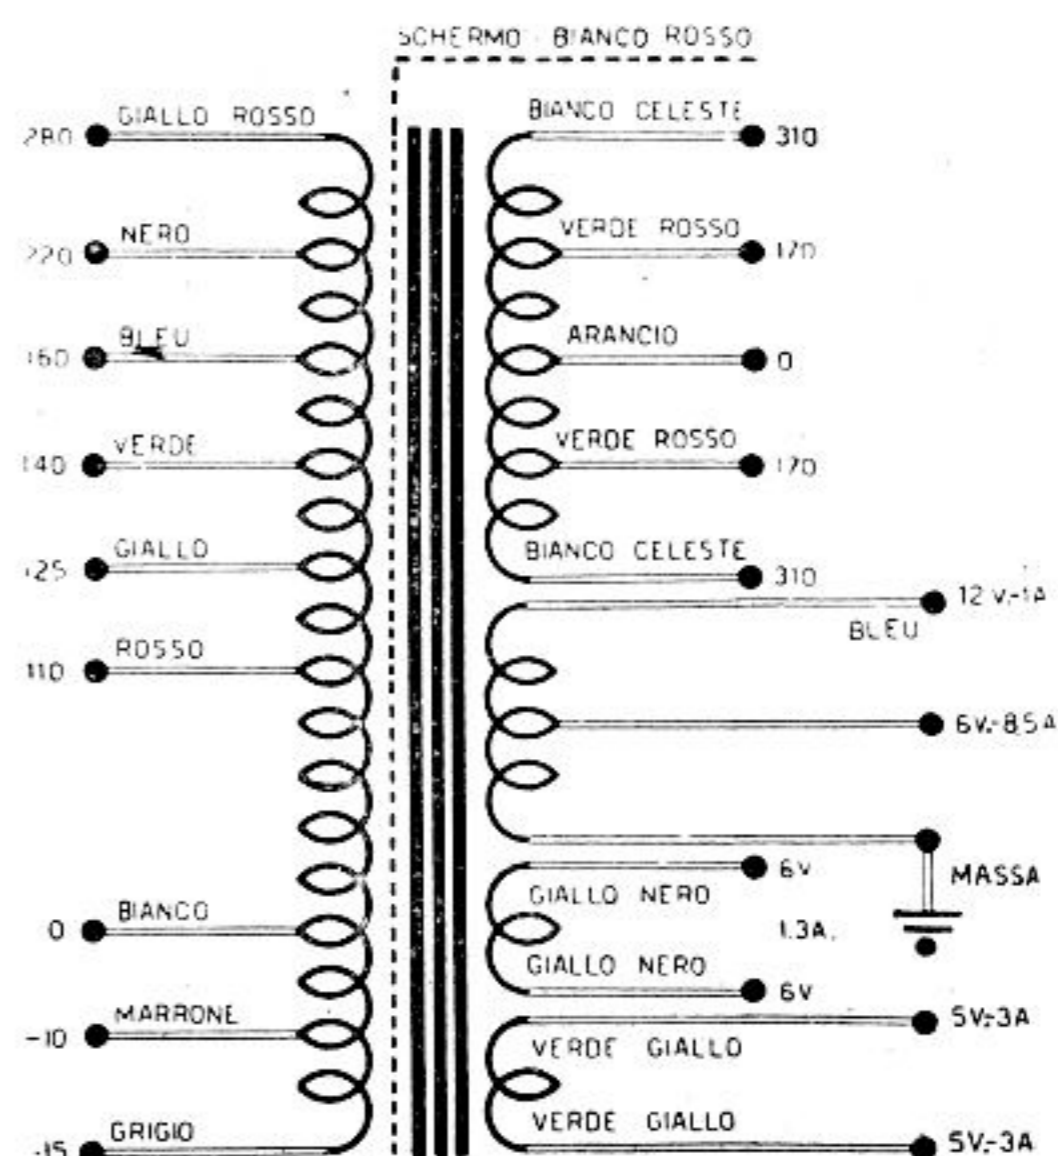 SCHERMO - BIANCO ROSSO
GIALLO ROSSO
280
NERO
220
BLEU
160
VERDE
140
GIALLO
125
ROSSO
110
BIANCO
0
MARRONE
-10
GRIGIO
-15
BIANCO CELESTE
310
VERDE ROSSO
170
ARANCIO
0
VERDE ROSSO
170
BIANCO CELESTE
310
12 V.-1A
BLEU
6V.-8,5A
MASSA
6V
GIALLO NERO
1.3A.
GIALLO NERO
6V
5V.-3A
VERDE GIALLO
VERDE GIALLO
5V.-3A